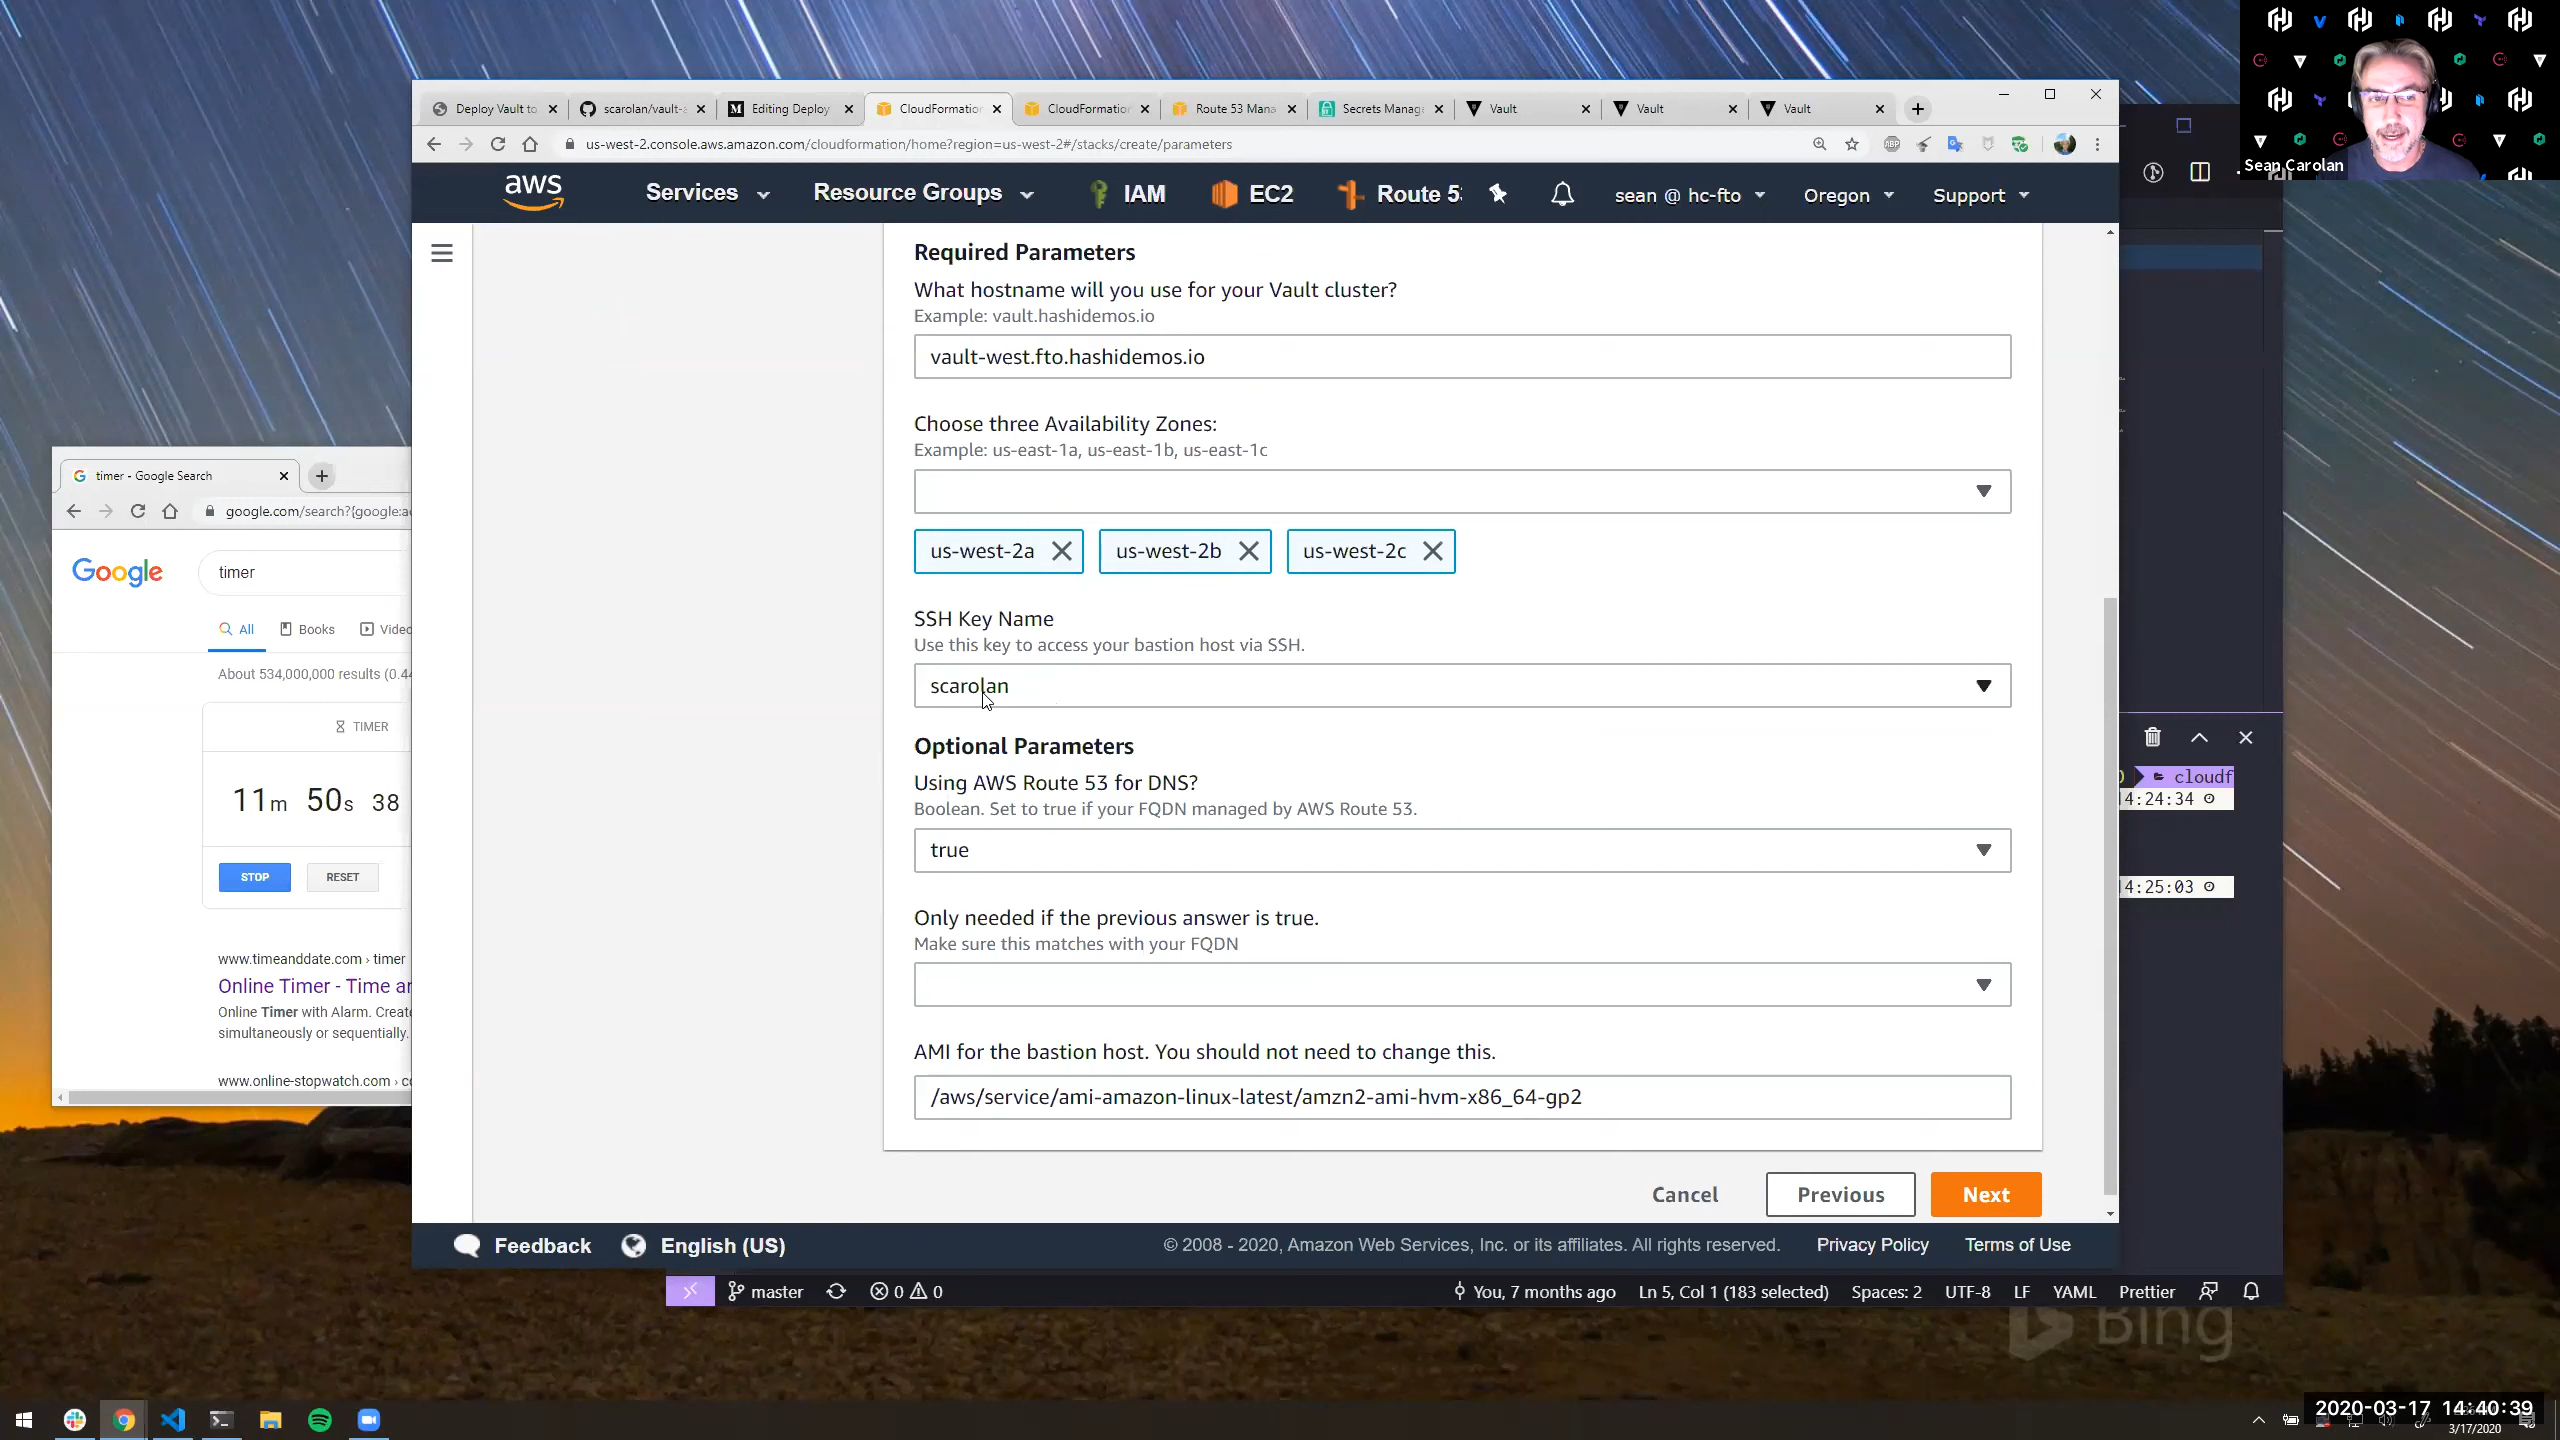 Deploy Vault to
scarolan/vault-a
Editing Deploy
CloudFormatio
CloudFormation
Route 53 Mana
Secrets Manage
Vault
Vault
Vault
us-west-2.console.aws.amazon.com/cloudformation/home?region=us-west-2#/stacks/create/parameters
ABP
Sean Carolan
aws
Services
Resource Groups
IAM
EC2
Route 53
sean @ hc-fto
Oregon
Support
Required Parameters
What hostname will you use for your Vault cluster?
Example: vault.hashidemos.io
vault-west.fto.hashidemos.io
Choose three Availability Zones:
Example: us-east-1a, us-east-1b, us-east-1c
us-west-2a
us-west-2b
us-west-2c
SSH Key Name
Use this key to access your bastion host via SSH.
scarolan
Optional Parameters
Using AWS Route 53 for DNS?
Boolean. Set to true if your FQDN managed by AWS Route 53.
true
Only needed if the previous answer is true.
Make sure this matches with your FQDN
AMI for the bastion host. You should not need to change this.
/aws/service/ami-amazon-linux-latest/amzn2-ami-hvm-x86_64-gp2
Cancel
Previous
Next
Feedback
English (US)
© 2008 - 2020, Amazon Web Services, Inc. or its affiliates. All rights reserved.
Privacy Policy
Terms of Use
timer - Google Search
google.com/search?{google:a
Google
timer
All
Books
Video
About 534,000,000 results (0.4
TIMER
11m 50s 38
STOP
RESET
www.timeanddate.com › timer
Online Timer - Time ar
Online Timer with Alarm. Create
simultaneously or sequentially.
www.online-stopwatch.com › co
cloudf
4:24:34
4:25:03
master
0
0
You, 7 months ago
Ln 5, Col 1 (183 selected)
Spaces: 2
UTF-8
LF
YAML
Prettier
Bing
2020-03-17 14:40:39
3/17/2020